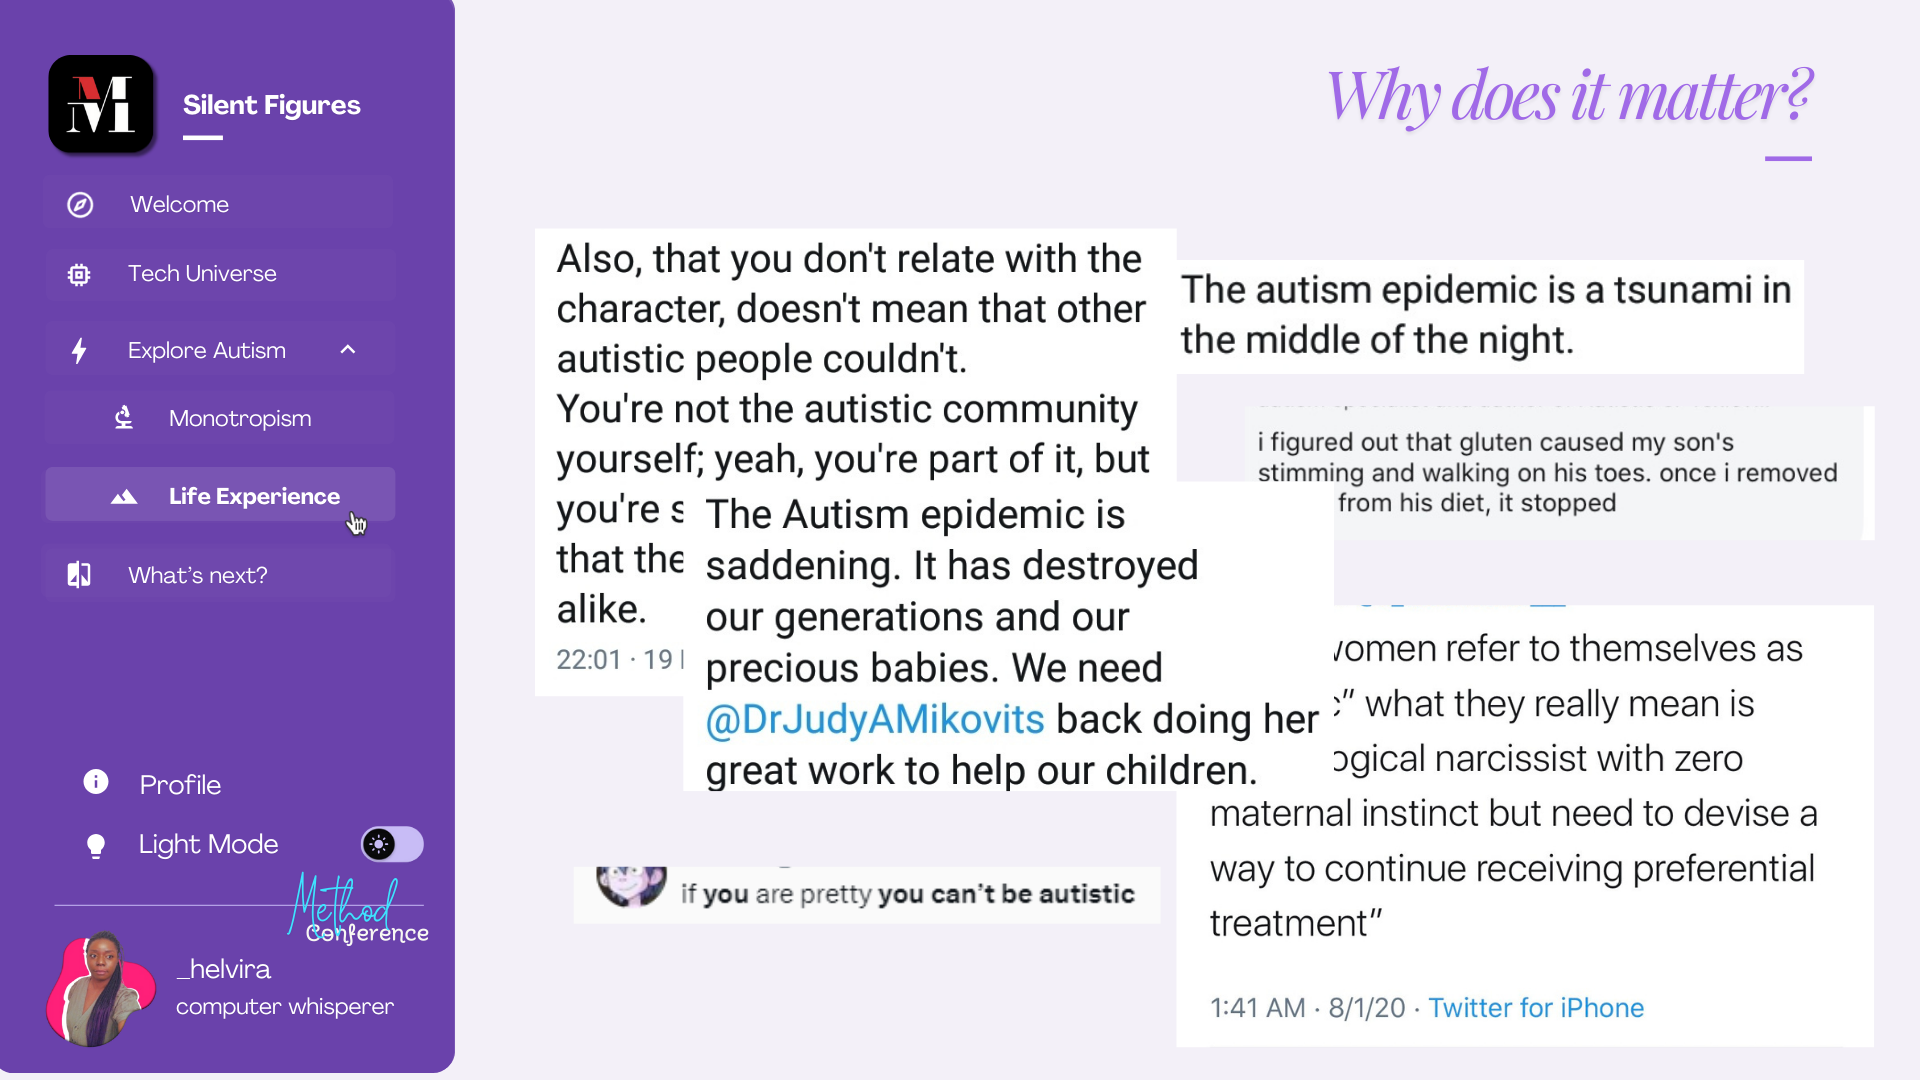 Silent Figures
Welcome
Tech Universe
Explore Autism
Monotropism
Life Experience
What's next?
Profile
Light Mode
Method
Conference
_helvira
computer whisperer
Why does it matter?
Also, that you don't relate with the
character, doesn't mean that other
autistic people couldn't.
You're not the autistic community
yourself; yeah, you're part of it, but
you're s
that the
alike.
22:01 · 19
The Autism epidemic is
saddening. It has destroyed
our generations and our
precious babies. We need
@DrJudyAMikovits back doing her
great work to help our children.
The autism epidemic is a tsunami in
the middle of the night.
i figured out that gluten caused my son's
stimming and walking on his toes. once i removed
from his diet, it stopped
women refer to themselves as
c” what they really mean is
ogical narcissist with zero
maternal instinct but need to devise a
way to continue receiving preferential
treatment”
1:41 AM · 8/1/20 · Twitter for iPhone
if you are pretty you can't be autistic